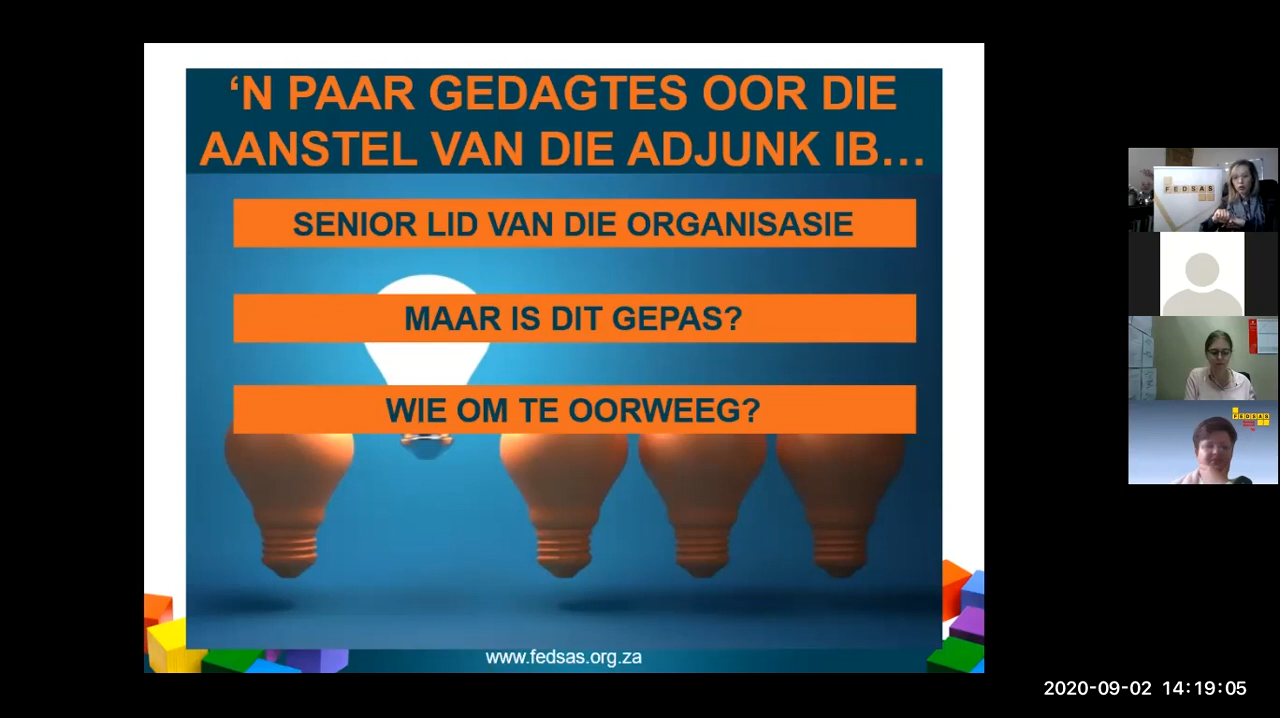 ‘N PAAR GEDAGTES OOR DIE
AANSTEL VAN DIE ADJUNK IB…
SENIOR LID VAN DIE ORGANISASIE
MAAR IS DIT GEPAS?
WIE OM TE OORWEEG?
www.fedsas.org.za
FEDSAS
FEDSAS
2020-09-02 14:19:05